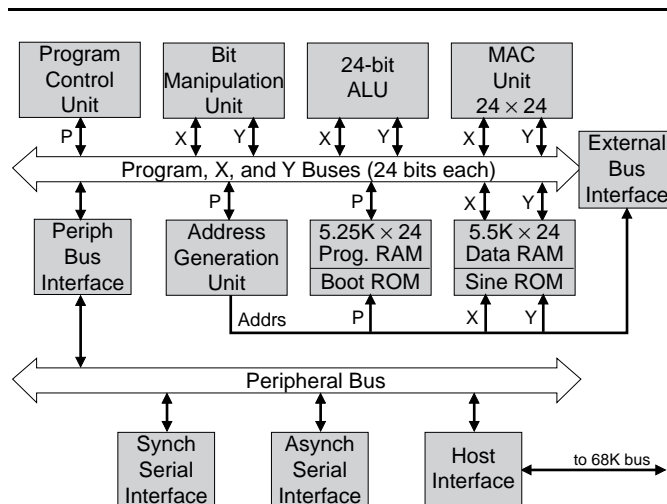 Program
Control
Unit
Bit
Manipulation
Unit
24-bit
ALU
MAC
Unit
24 × 24
P
X
Y
X
Y
X
Y
External
Bus
Interface
Program, X, and Y Buses (24 bits each)
P
P
X
Y
Periph
Bus
Interface
Address
Generation
Unit
5.25K × 24
Prog. RAM
Boot ROM
5.5K × 24
Data RAM
Sine ROM
Addrs
P
X
Y
Peripheral Bus
Synch
Serial
Interface
Asynch
Serial
Interface
Host
Interface
to 68K bus